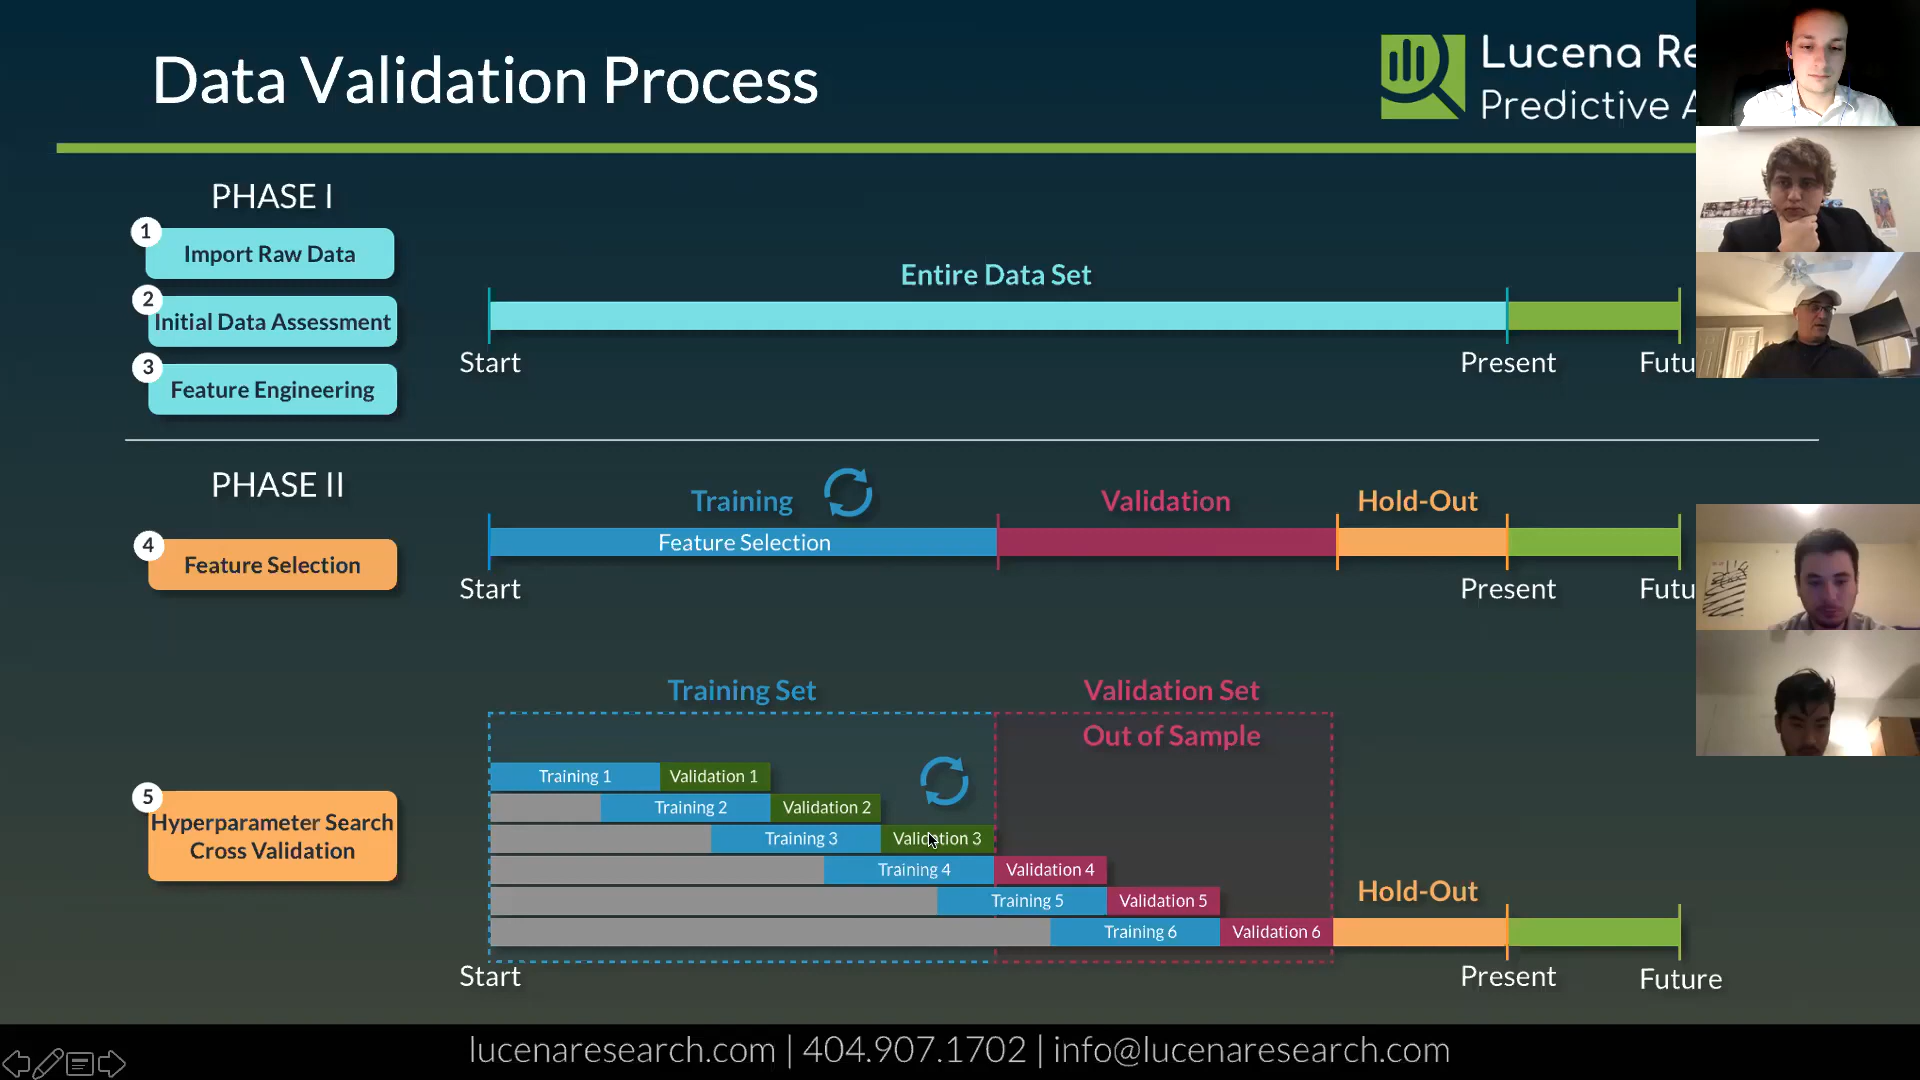 Data Validation Process
Lucena Re
Predictive A
PHASE I
1
Import Raw Data
2
Initial Data Assessment
3
Feature Engineering
Entire Data Set
Start
Present
Futu
PHASE II
4
Feature Selection
Training
Validation
Hold-Out
Feature Selection
Start
Present
Futu
5
Hyperparameter Search
Cross Validation
Training Set
Validation Set
Out of Sample
Training 1
Validation 1
Training 2
Validation 2
Training 3
Validation 3
Training 4
Validation 4
Training 5
Validation 5
Training 6
Validation 6
Hold-Out
Start
Present
Future
lucenaresearch.com | 404.907.1702 | info@lucenaresearch.com